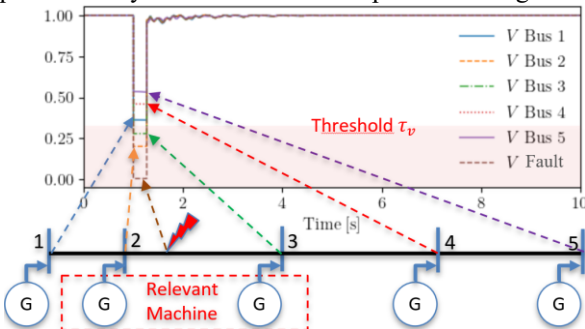 1.00
0.75
0.50
0.25
0.00
V Bus 1
V Bus 2
V Bus 3
V Bus 4
V Bus 5
V Fault
Threshold τᵥ
0 2 4 6 8 10
Time [s]
1 2 3 4 5
G G G G G
Relevant
Machine